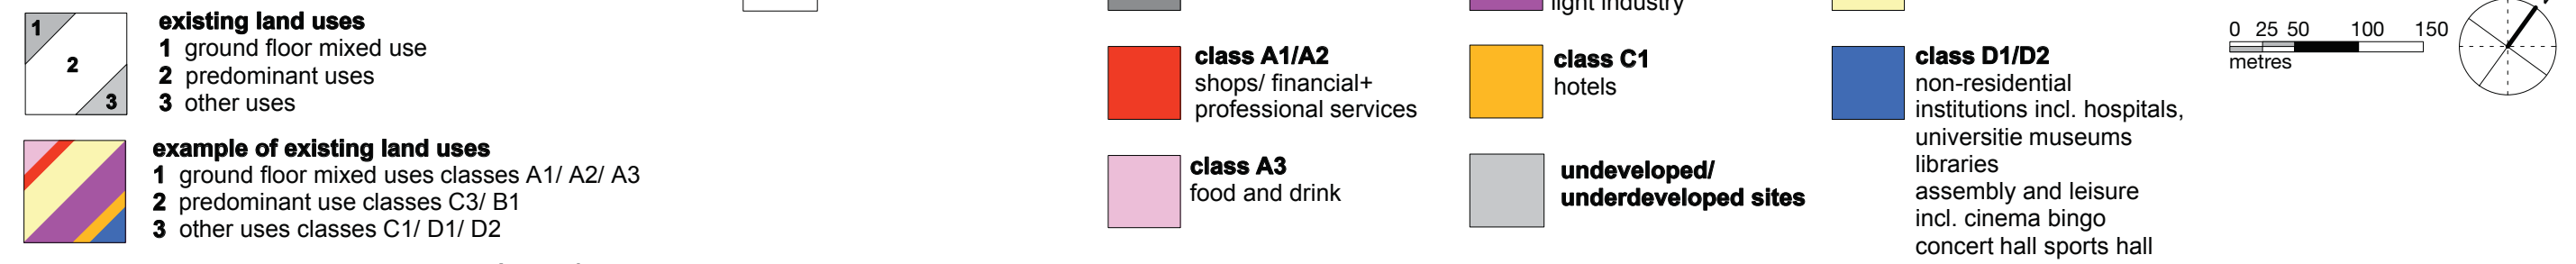 1
2
3
existing land uses
1 ground floor mixed use
2 predominant uses
3 other uses
example of existing land uses
1 ground floor mixed uses classes A1/ A2/ A3
2 predominant use classes C3/ B1
3 other uses classes C1/ D1/ D2
class A1/A2
shops/ financial+
professional services
class A3
food and drink
light industry
class C1
hotels
undeveloped/
underdeveloped sites
class D1/D2
non-residential
institutions incl. hospitals,
universitie museums
libraries
assembly and leisure
incl. cinema bingo
concert hall sports hall
0 25 50 100 150
metres